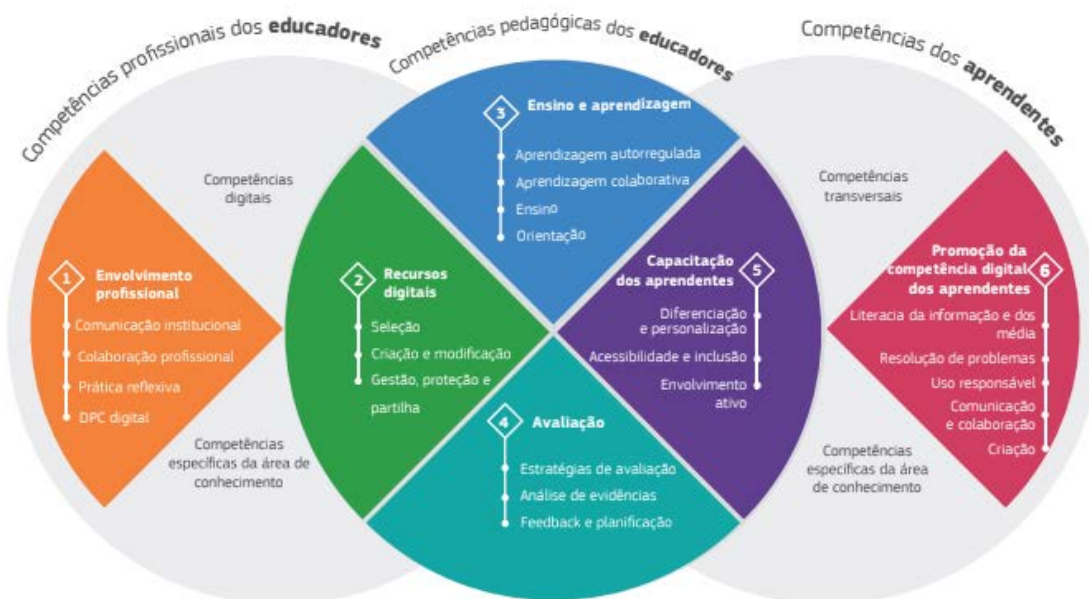 Competências profissionais dos educadores
Competências pedagógicas dos educadores
Competências dos aprendentes
Competências
digitais
Competências
específicas da área de
conhecimento
1
Envolvimento
profissional
Comunicação institucional
Colaboração profissional
Prática reflexiva
DPC digital
2
Recursos
digitais
Seleção
Criação e modificação
Gestão, proteção e
partilha
3
Ensino e aprendizagem
Aprendizagem autorregulada
Aprendizagem colaborativa
Ensino
Orientação
4
Avaliação
Estratégias de avaliação
Análise de evidências
Feedback e planificação
5
Capacitação
dos aprendentes
Diferenciação
e personalização
Acessibilidade e inclusão
Envolvimento
ativo
Competências
transversais
Competências
específicas da área
de conhecimento
6
Promoção da
competência digital
dos aprendentes
Literacia da informação e dos
média
Resolução de problemas
Uso responsável
Comunicação
e colaboração
Criação